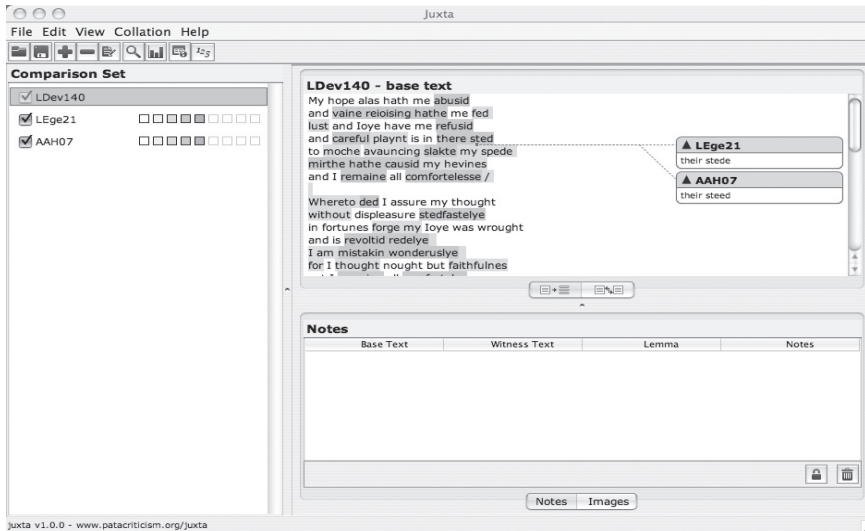 Juxta
File Edit View Collation Help
Comparison Set
LDev140
LEge21
AAH07
LDev140 - base text
My hope alas hath me abusid
and vaine reioising hathe me fed
lust and Ioye have me refusid
and careful playnt is in there sted
to moche avauncing slakte my spede
mirthe hathe causid my hevines
and I remaine all comfortelesse /
Whereto ded I assure my thought
without displeasure stedfastelye
in fortunes forge my Ioye was wrought
and is revoltid redelye
I am mistakin wonderuslye
for I thought nought but faithfulnes
▲ LEge21
their stede
▲ AAH07
their steed
Notes
Base Text Witness Text Lemma Notes
Notes Images
juxta v1.0.0 - www.patacriticism.org/juxta